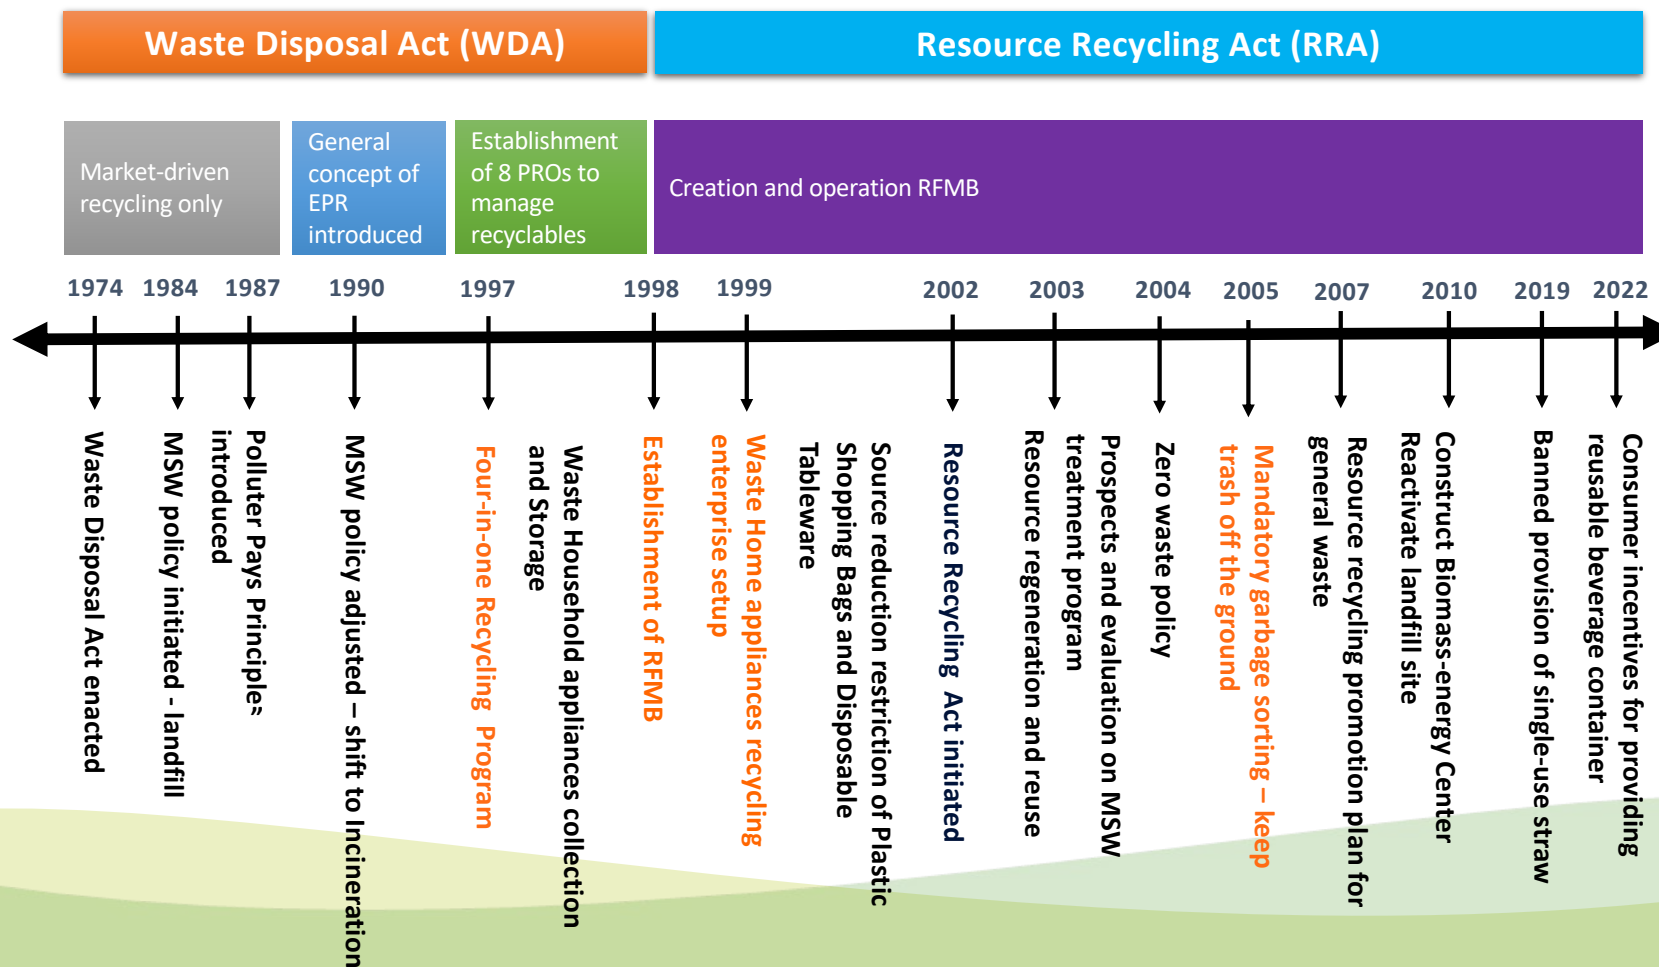 Waste Disposal Act (WDA)
Resource Recycling Act (RRA)
Market-driven
recycling only
General
concept of
EPR
introduced
Establishment
of 8 PROs to
manage
recyclables
Creation and operation RFMB
1974
1984
1987
1990
1997
1998
1999
2002
2003
2004
2005
2007
2010
2019
2022
Waste Disposal Act enacted
MSW policy initiated - landfill
Polluter Pays Principle
introduced
MSW policy adjusted – shift to Incineration
Four-in-one Recycling Program
Waste Household appliances collection
and Storage
Establishment of RFMB
Waste Home appliances recycling
enterprise setup
Source reduction restriction of Plastic
Shopping Bags and Disposable
Tableware
Resource Recycling Act initiated
Prospects and evaluation on MSW
treatment program
Resource regeneration and reuse
Zero waste policy
Mandatory garbage sorting – keep
trash off the ground
Resource recycling promotion plan for
general waste
Construct Biomass-energy Center
Reactivate landfill site
Banned provision of single-use straw
Consumer incentives for providing
reusable beverage container